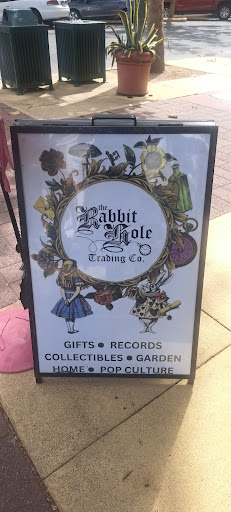 the
Rabbit
Hole
Trading Co.
GIFTS ● RECORDS
COLLECTIBLES ● GARDEN
HOME ● POP CULTURE